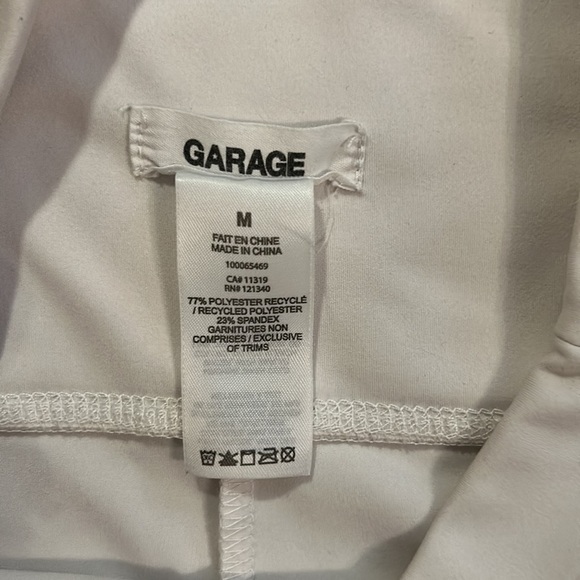 GARAGE
M
FAIT EN CHINE
MADE IN CHINA
100065469
CA# 11319
RN# 121340
77% POLYESTER RECYCLÉ
/ RECYCLED POLYESTER
23% SPANDEX
GARNITURES NON
COMPRISES / EXCLUSIVE
OF TRIMS